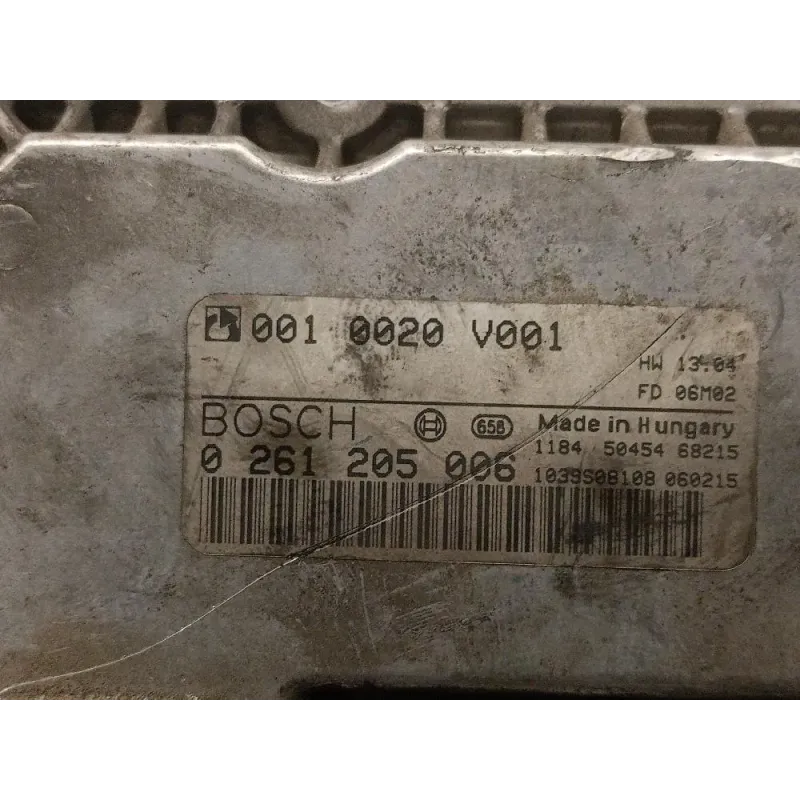 001 0020 V001
HW 13.04
FD 06M02
BOSCH 658 Made in Hungary
0 261 205 006 1184 50454 68215
1039S08108 060215